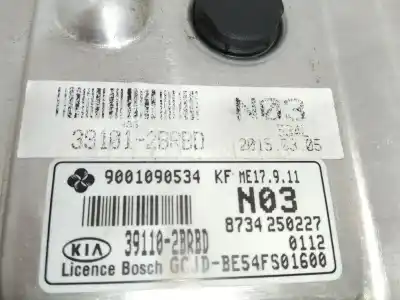 N03
39101-2BRBD
2015.03.05
9001090534 KF ME17.9.11
N03
8734 250227
KIA 39110-2BRBD 0112
Licence Bosch GCJD-BE54FS01600